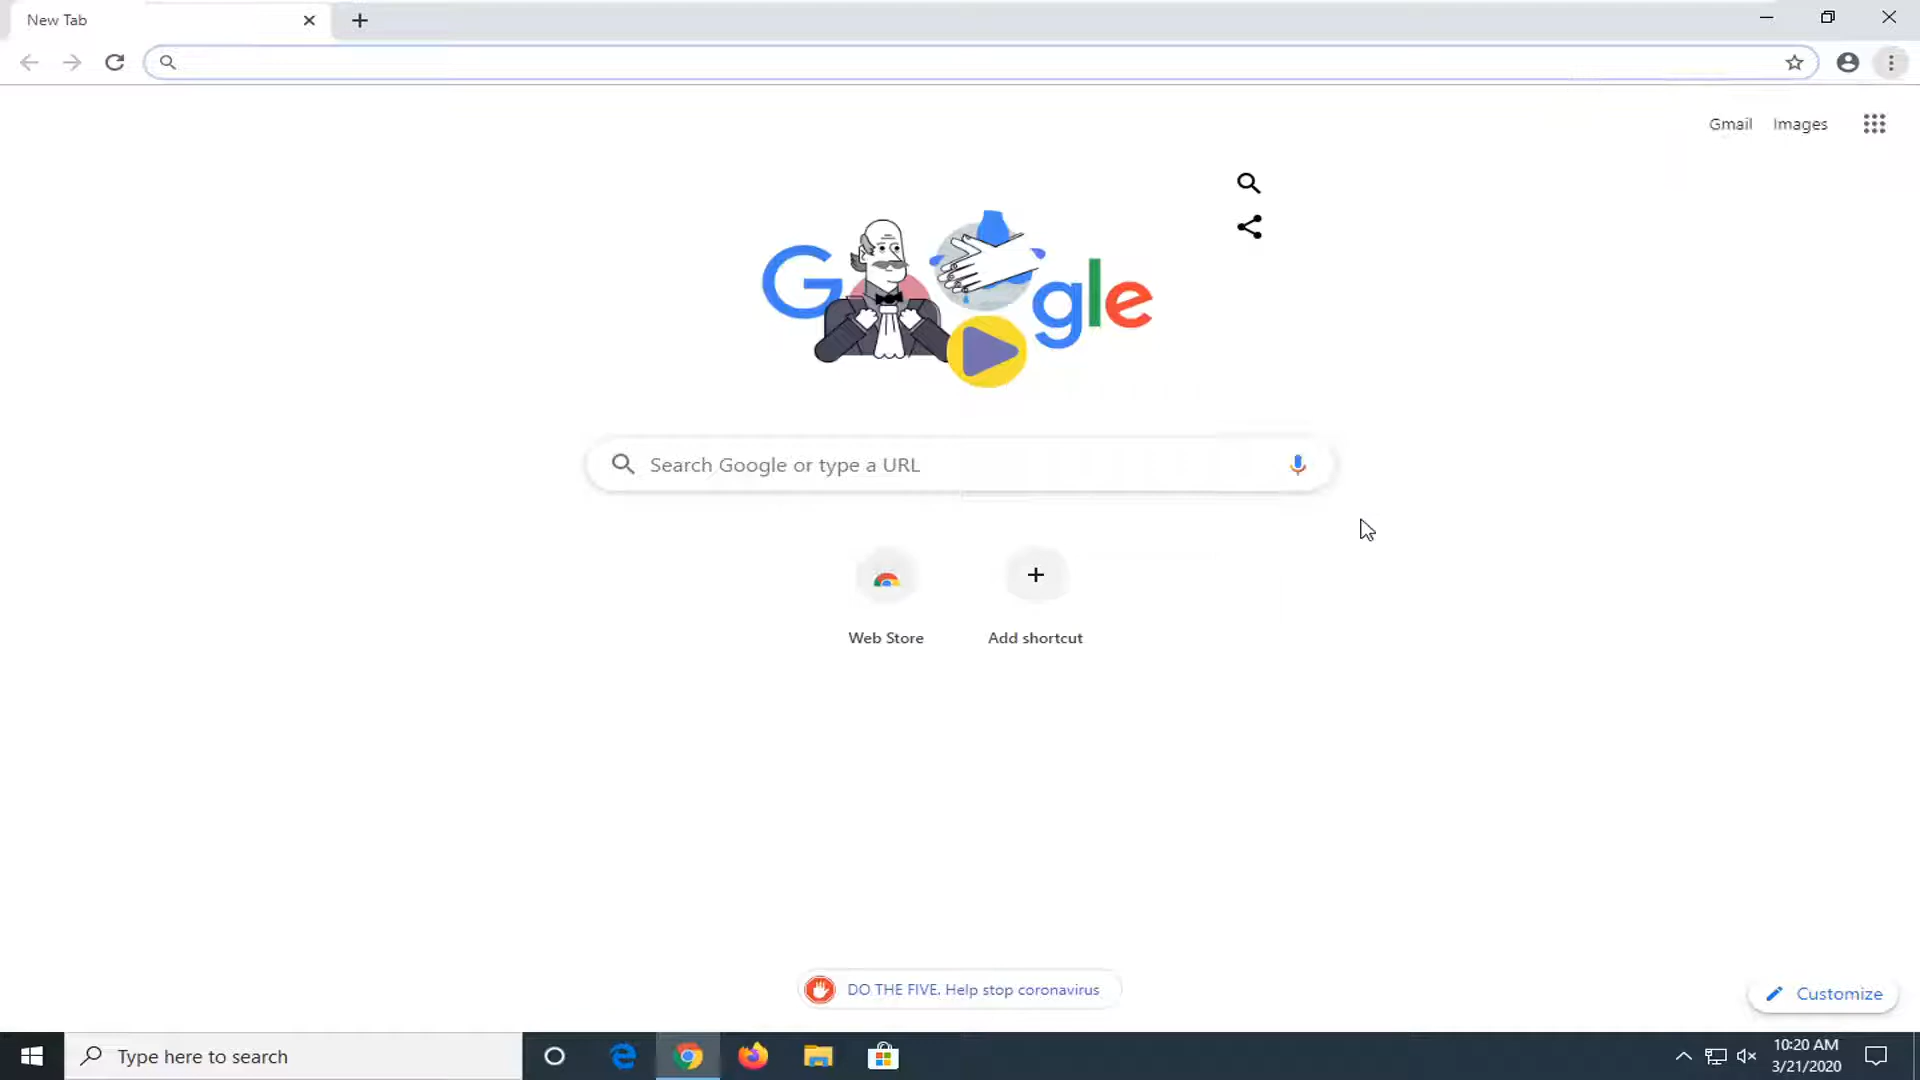 New Tab
Gmail Images
Google
Search Google or type a URL
Web Store
Add shortcut
DO THE FIVE. Help stop coronavirus
Customize
Type here to search
10:20 AM
3/21/2020